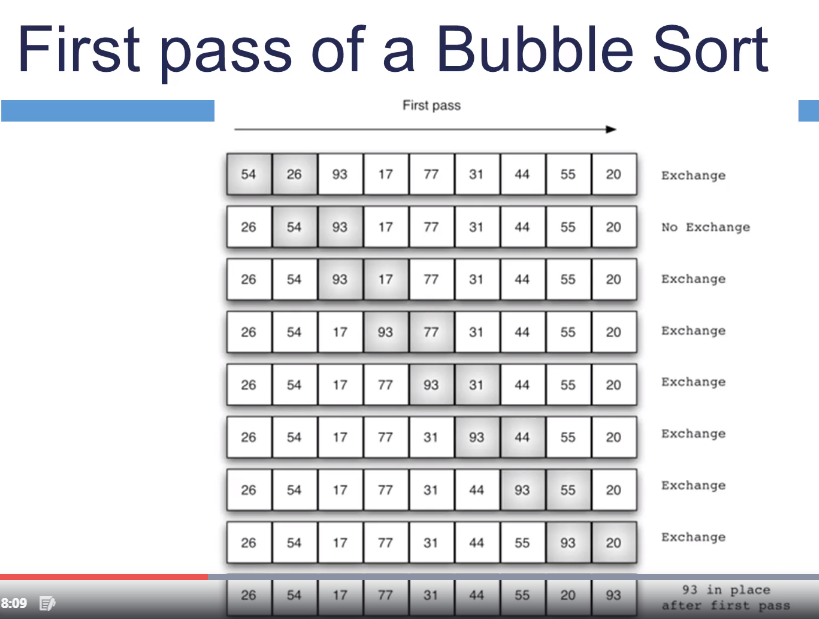 First pass of a Bubble Sort
First pass
54 26 93 17 77 31 44 55 20 Exchange
26 54 93 17 77 31 44 55 20 No Exchange
26 54 93 17 77 31 44 55 20 Exchange
26 54 17 93 77 31 44 55 20 Exchange
26 54 17 77 93 31 44 55 20 Exchange
26 54 17 77 31 93 44 55 20 Exchange
26 54 17 77 31 44 93 55 20 Exchange
26 54 17 77 31 44 55 93 20 Exchange
26 54 17 77 31 44 55 20 93 93 in place
after first pass
8:09